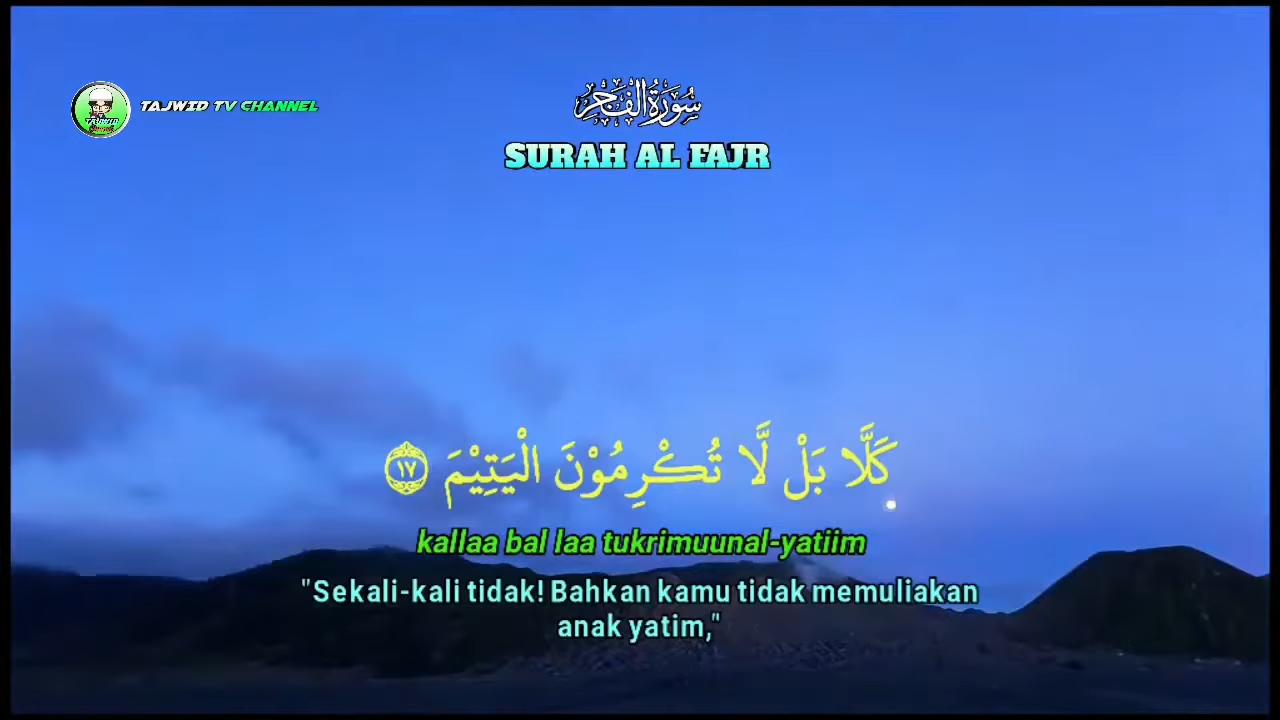 TAJWID TV CHANNEL
سُورَةُ الْفَجْرِ
SURAH AL FAJR
كَلَّا بَلْ لَّا تُكْرِمُوْنَ الْيَتِيْمَ ۝١٧
kallaa bal laa tukrimuunal-yatiim
"Sekali-kali tidak! Bahkan kamu tidak memuliakan
anak yatim,"